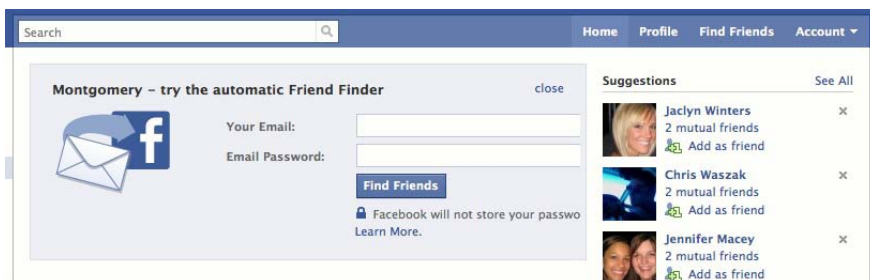 Search
Home Profile Find Friends Account
Montgomery – try the automatic Friend Finder close
f
Your Email:
Email Password:
Find Friends
Facebook will not store your passwo
Learn More.
Suggestions See All
Jaclyn Winters
2 mutual friends
Add as friend
Chris Waszak
2 mutual friends
Add as friend
Jennifer Macey
2 mutual friends
Add as friend